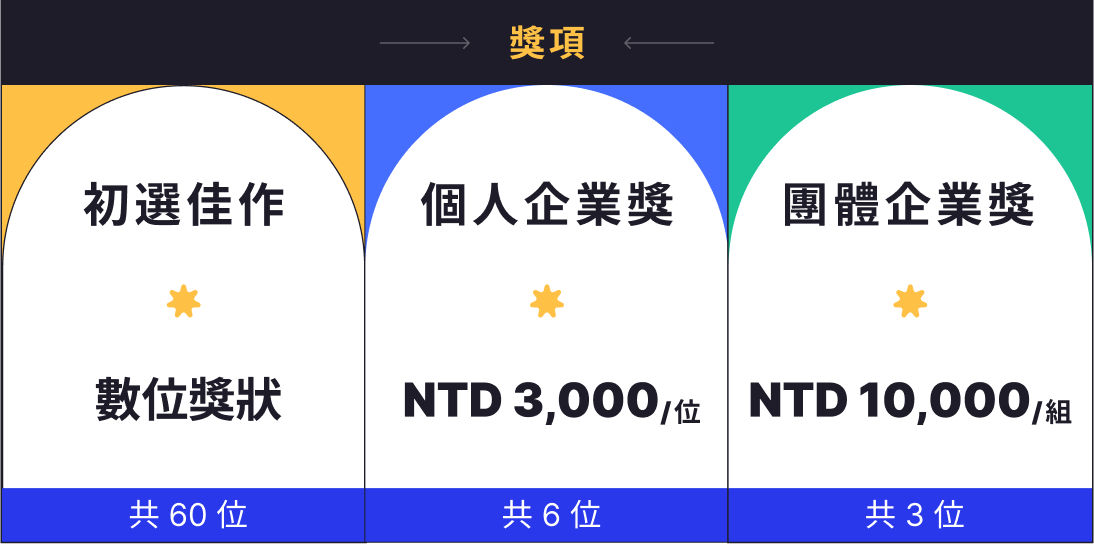 獎項
初選佳作
數位獎狀
共 60 位
個人企業獎
NTD 3,000/位
共 6 位
團體企業獎
NTD 10,000/組
共 3 位